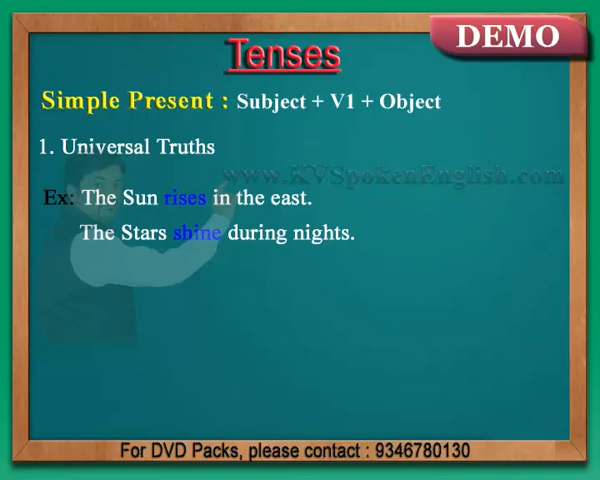 DEMO
Tenses
Simple Present : Subject + V1 + Object
1. Universal Truths
www.KVSpokenEnglish.com
Ex: The Sun rises in the east.
The Stars shine during nights.
For DVD Packs, please contact : 9346780130